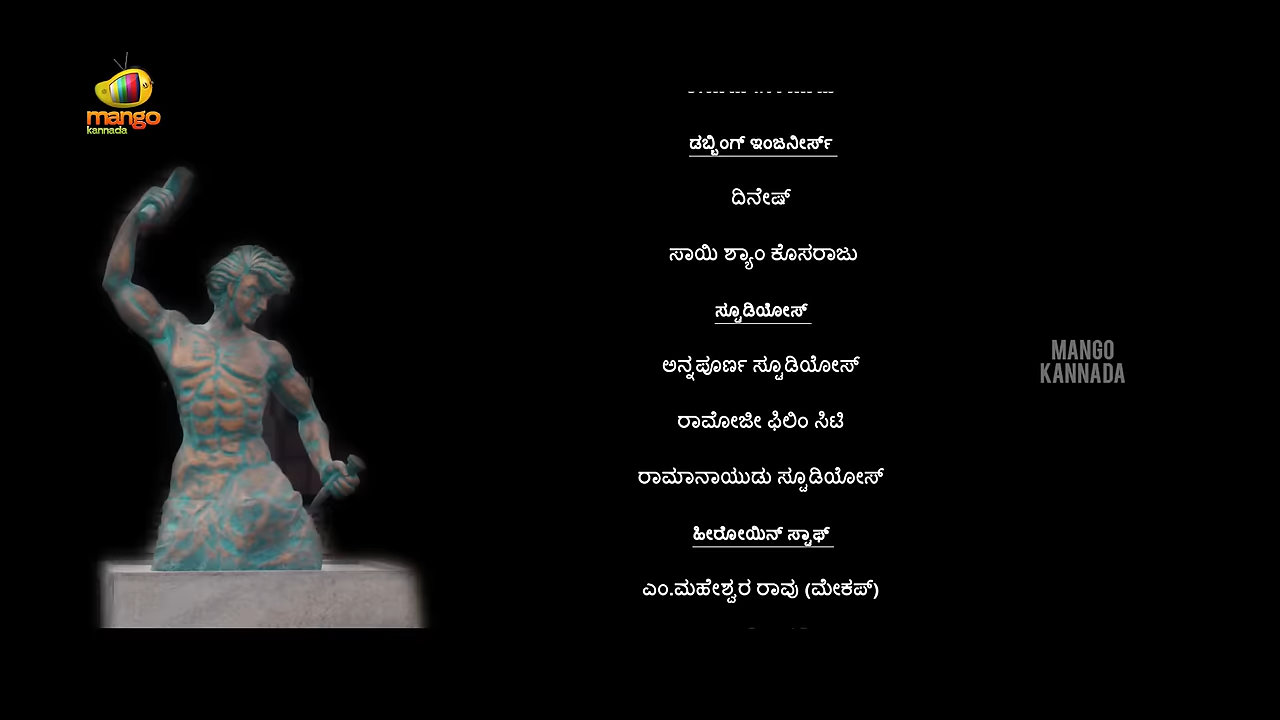 mango
kannada
ಡಬ್ಬಿಂಗ್ ಇಂಜನೀರ್ಸ್
ದಿನೇಷ್
ಸಾಯಿ ಶ್ಯಾಂ ಕೊಸರಾಜು
ಸ್ಟೂಡಿಯೋಸ್
ಅನ್ನಪೂರ್ಣ ಸ್ಟೂಡಿಯೋಸ್
ರಾಮೋಜೀ ಫಿಲಿಂ ಸಿಟಿ
ರಾಮಾನಾಯುಡು ಸ್ಟೂಡಿಯೋಸ್
ಹೀರೋಯಿನ್ ಸ್ಟಾಫ್
ಎಂ.ಮಹೇಶ್ವರ ರಾವು (ಮೇಕಪ್)
MANGO
KANNADA